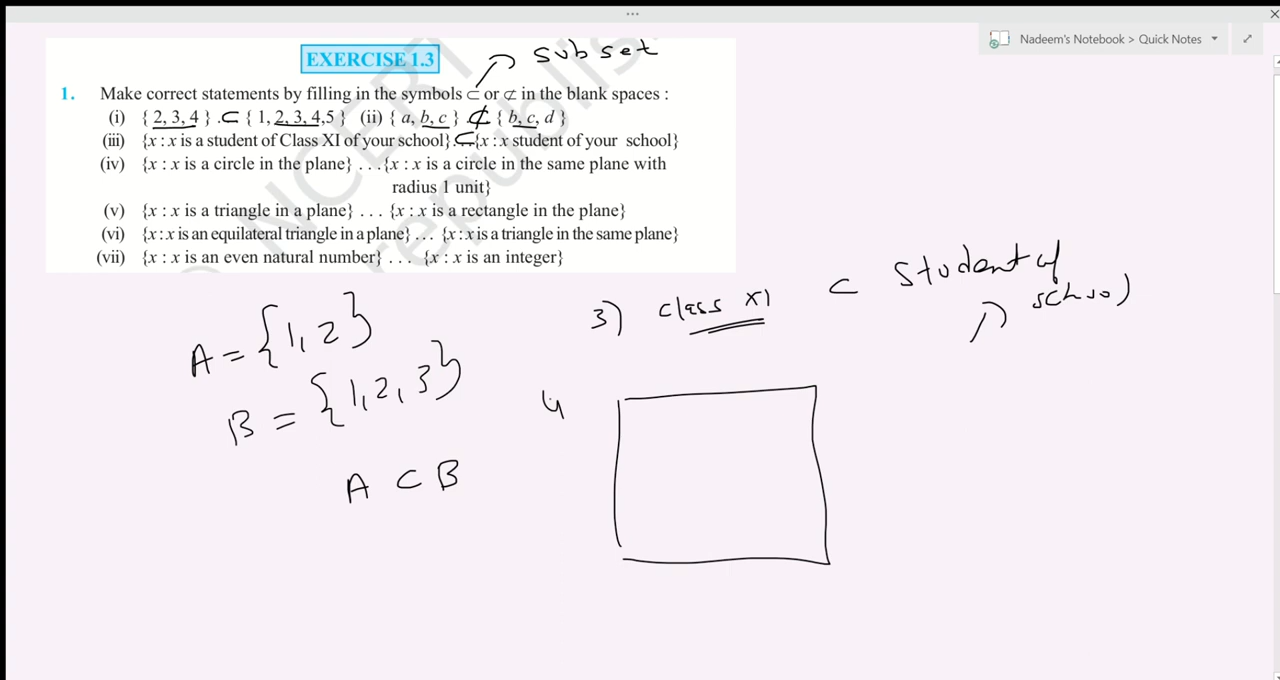 ...
Nadeem's Notebook > Quick Notes
EXERCISE 1.3
subset
1. Make correct statements by filling in the symbols ⊂ or ⊄ in the blank spaces :
(i) { 2, 3, 4 } ⊂ { 1, 2, 3, 4,5 } (ii) { a, b, c } ⊄ { b, c, d }
(iii) {x : x is a student of Class XI of your school} ⊂ {x : x student of your school}
(iv) {x : x is a circle in the plane} . . .{x : x is a circle in the same plane with
radius 1 unit}
(v) {x : x is a triangle in a plane} . . . {x : x is a rectangle in the plane}
(vi) {x : x is an equilateral triangle in a plane} . . . {x : x is a triangle in the same plane}
(vii) {x : x is an even natural number} . . . {x : x is an integer}
NCERT
republis
3) class XI ⊂ student of
school
A = {1, 2}
B = {1, 2, 3}
4
A ⊂ B